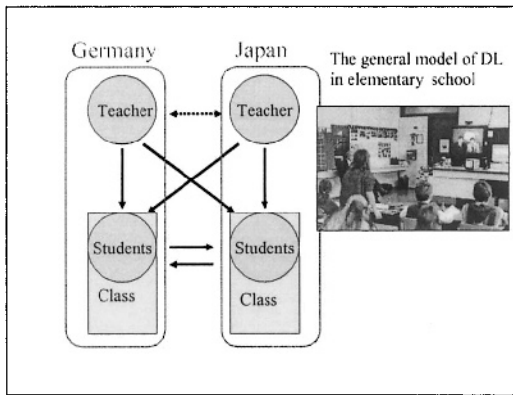 Germany
Japan
The general model of DL
in elementary school
Teacher
Teacher
Students
Students
Class
Class